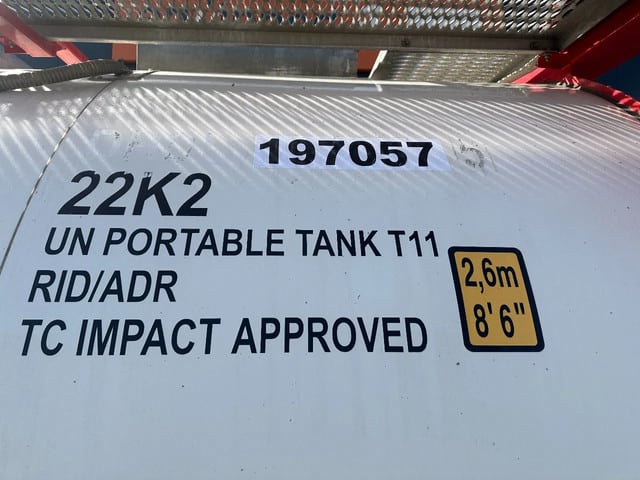 197057
22K2
UN PORTABLE TANK T11
RID/ADR
TC IMPACT APPROVED
2,6m
8' 6"